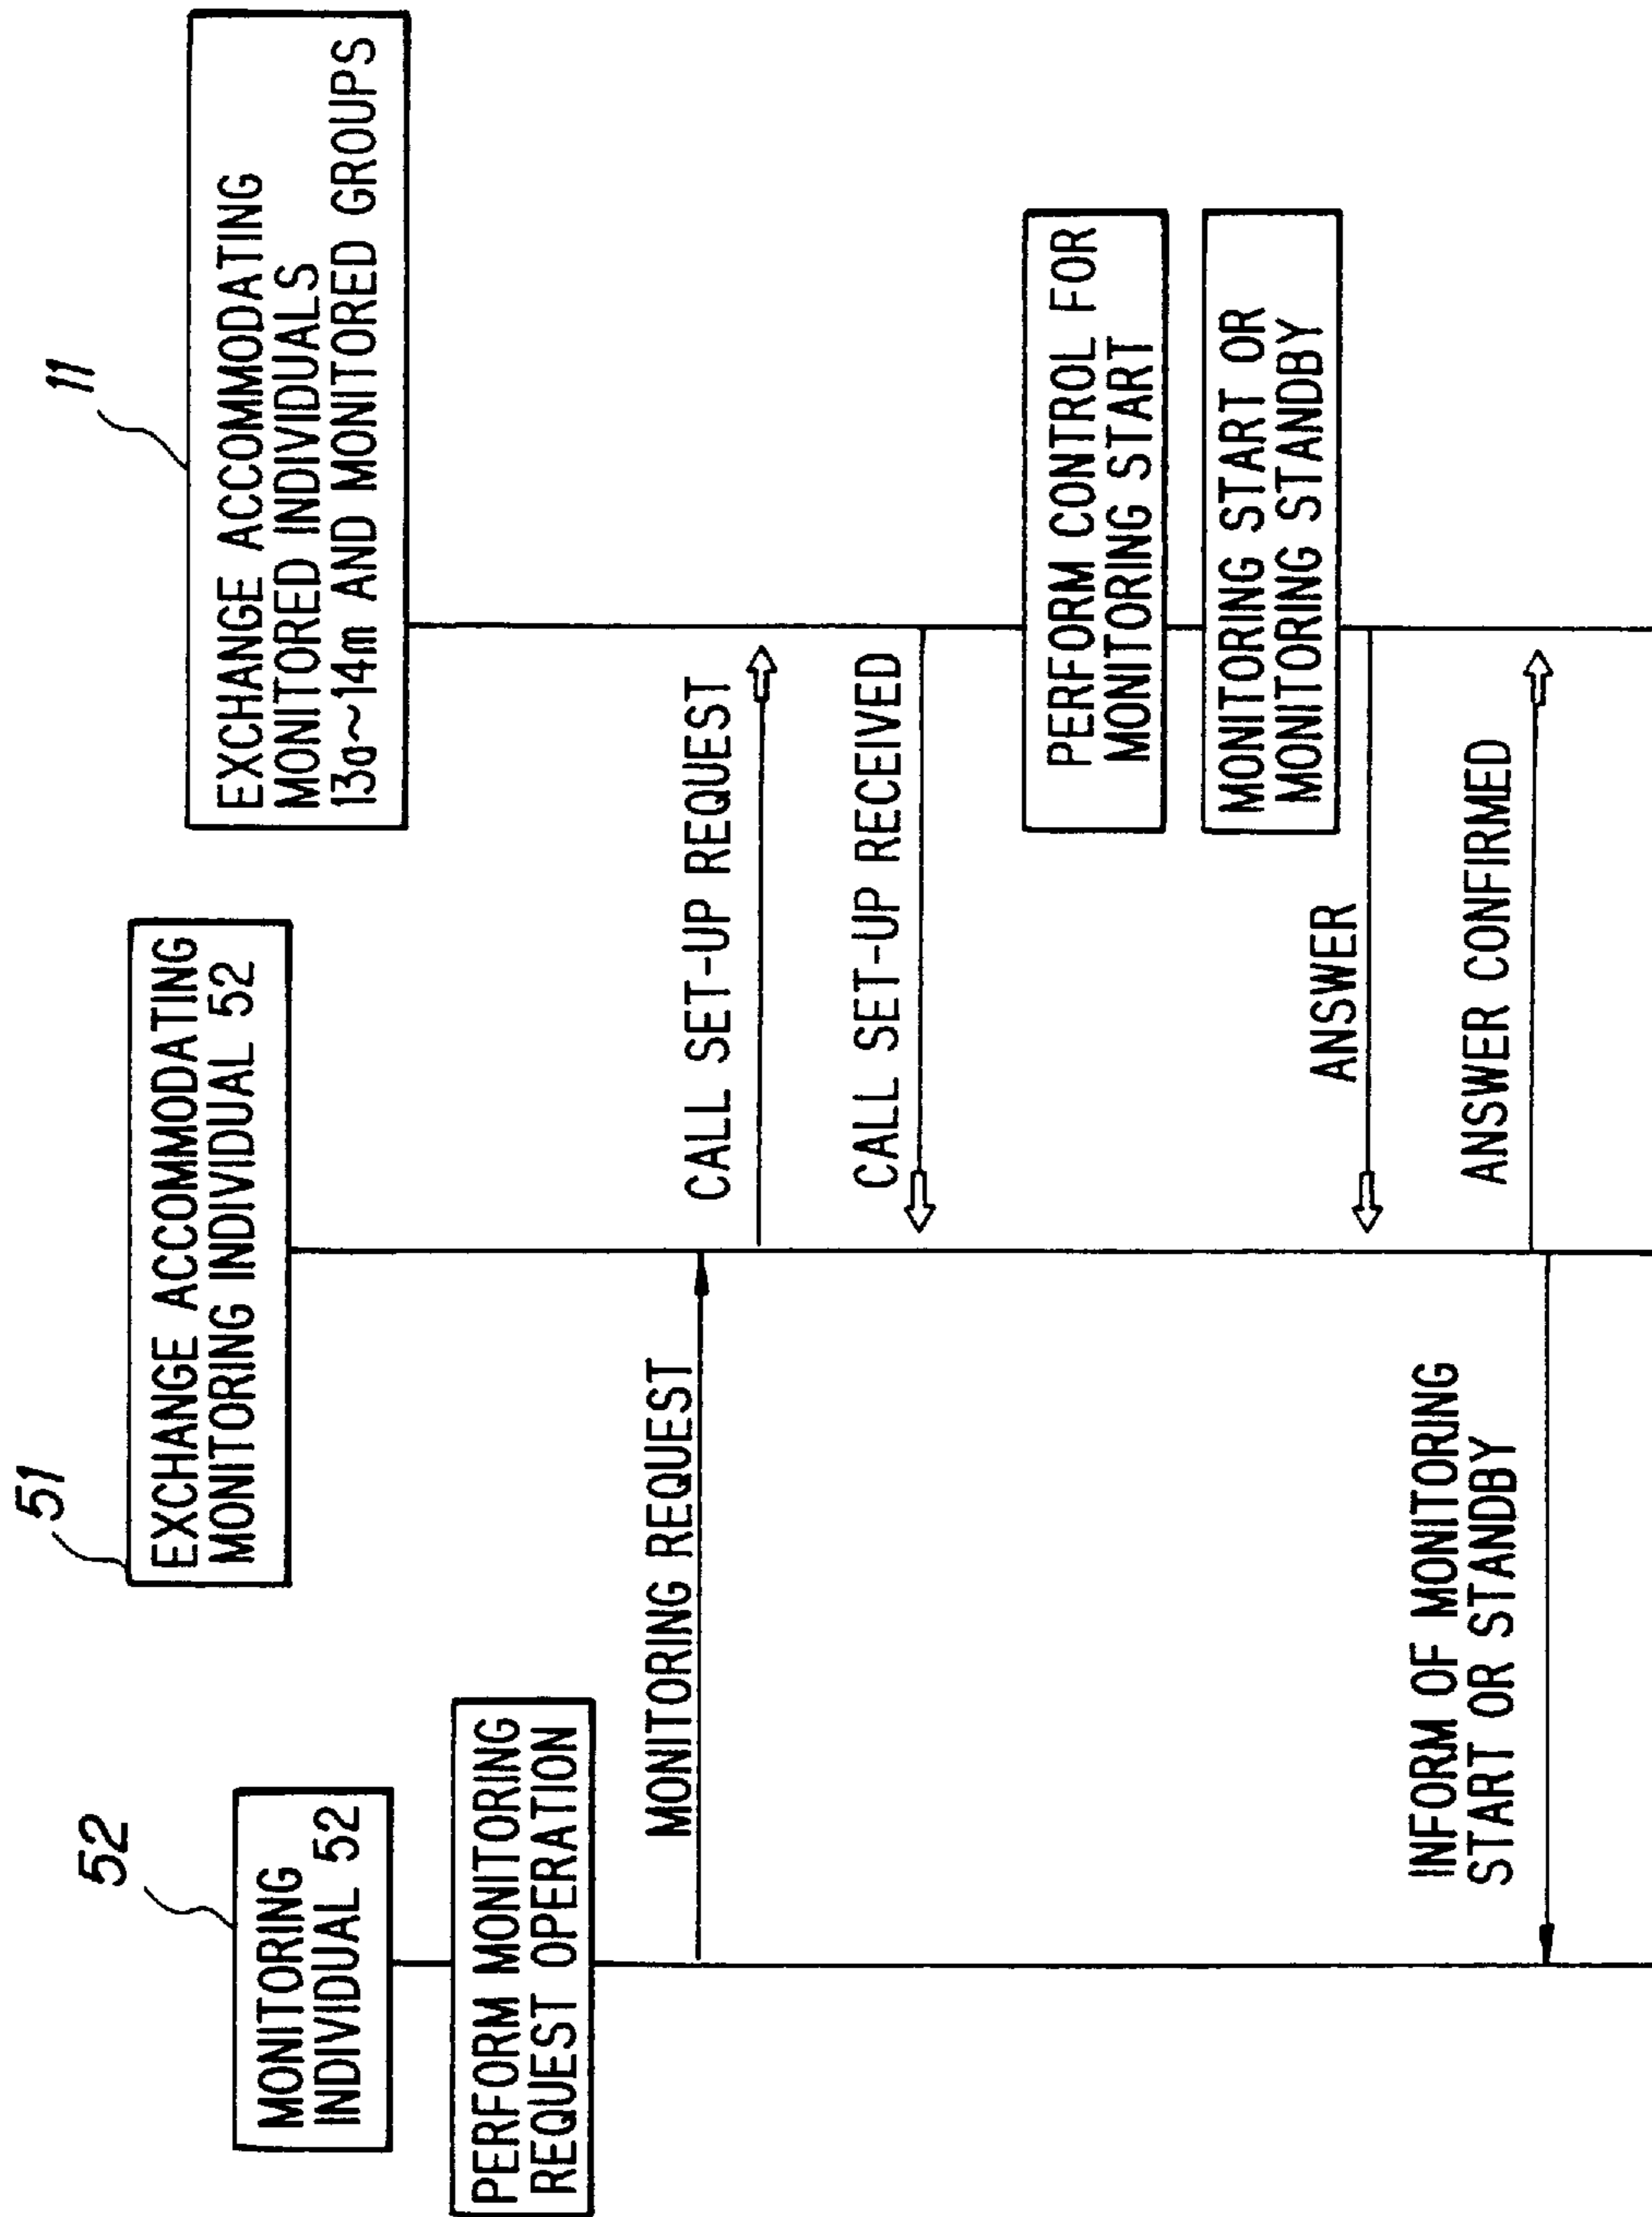 52
MONITORING
INDIVIDUAL 52
51
EXCHANGE ACCOMMODATING
MONITORING INDIVIDUAL 52
11
EXCHANGE ACCOMMODATING
MONITORED INDIVIDUALS
13a~14m AND MONITORED GROUPS
PERFORM MONITORING
REQUEST OPERATION
MONITORING REQUEST
CALL SET-UP REQUEST
CALL SET-UP RECEIVED
PERFORM CONTROL FOR
MONITORING START
MONITORING START OR
MONITORING STANDBY
ANSWER
ANSWER CONFIRMED
INFORM OF MONITORING
START OR STANDBY